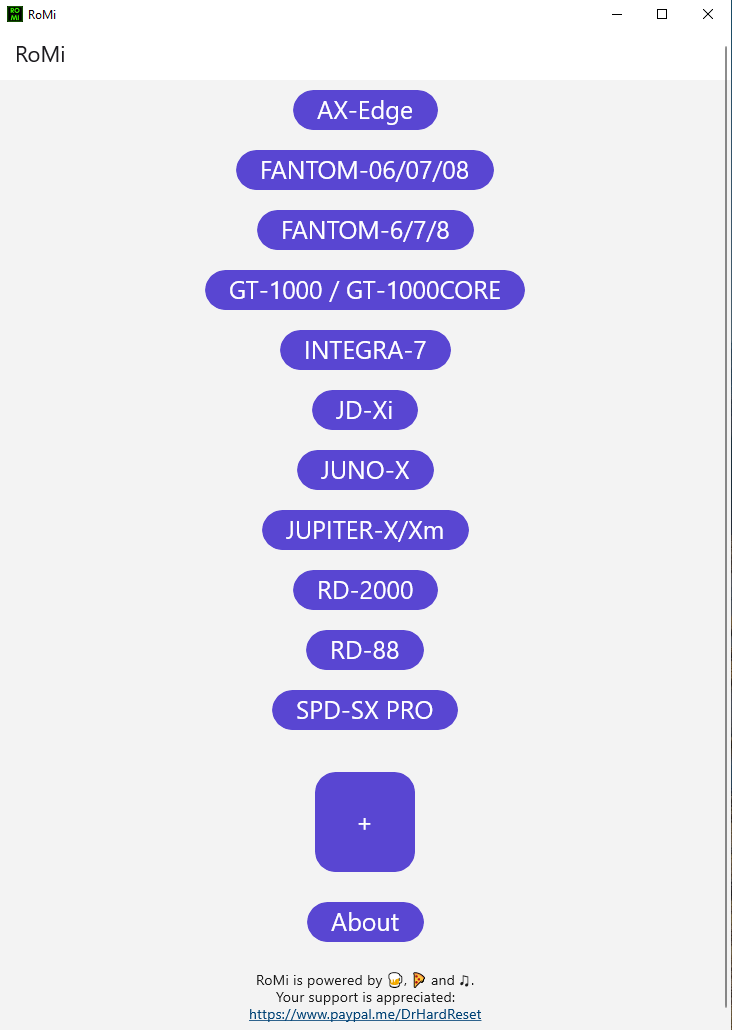 RO
MI
RoMi
RoMi
AX-Edge
FANTOM-06/07/08
FANTOM-6/7/8
GT-1000 / GT-1000CORE
INTEGRA-7
JD-Xi
JUNO-X
JUPITER-X/Xm
RD-2000
RD-88
SPD-SX PRO
+
About
RoMi is powered by 🍺, 🍕 and ♫.
Your support is appreciated:
https://www.paypal.me/DrHardReset